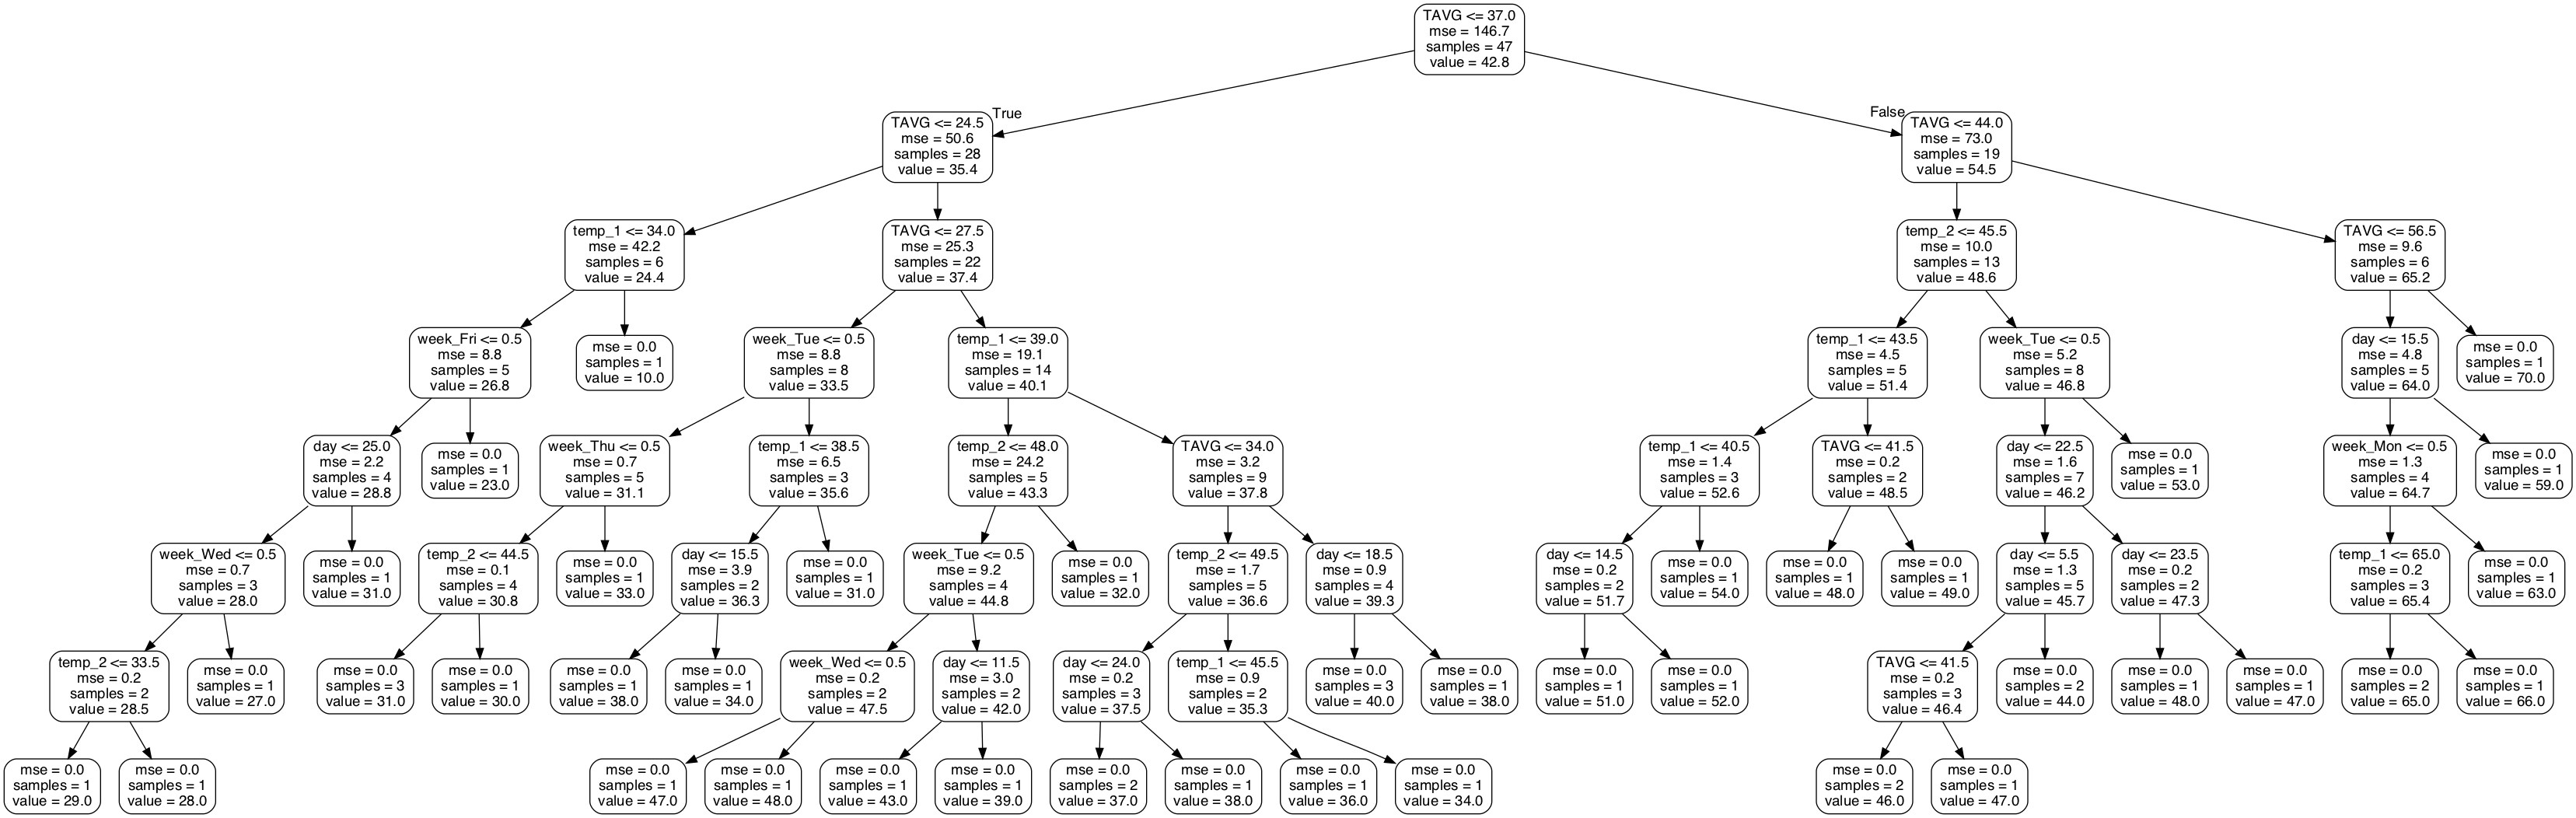 TAVG <= 37.0
mse = 146.7
samples = 47
value = 42.8
True
False
TAVG <= 24.5
mse = 50.6
samples = 28
value = 35.4
TAVG <= 44.0
mse = 73.0
samples = 19
value = 54.5
temp_1 <= 34.0
mse = 42.2
samples = 6
value = 24.4
TAVG <= 27.5
mse = 25.3
samples = 22
value = 37.4
temp_2 <= 45.5
mse = 10.0
samples = 13
value = 48.6
TAVG <= 56.5
mse = 9.6
samples = 6
value = 65.2
week_Fri <= 0.5
mse = 8.8
samples = 5
value = 26.8
mse = 0.0
samples = 1
value = 10.0
week_Tue <= 0.5
mse = 8.8
samples = 8
value = 33.5
temp_1 <= 39.0
mse = 19.1
samples = 14
value = 40.1
temp_1 <= 43.5
mse = 4.5
samples = 5
value = 51.4
week_Tue <= 0.5
mse = 5.2
samples = 8
value = 46.8
day <= 15.5
mse = 4.8
samples = 5
value = 64.0
mse = 0.0
samples = 1
value = 70.0
day <= 25.0
mse = 2.2
samples = 4
value = 28.8
mse = 0.0
samples = 1
value = 23.0
week_Thu <= 0.5
mse = 0.7
samples = 5
value = 31.1
temp_1 <= 38.5
mse = 6.5
samples = 3
value = 35.6
temp_2 <= 48.0
mse = 24.2
samples = 5
value = 43.3
TAVG <= 34.0
mse = 3.2
samples = 9
value = 37.8
temp_1 <= 40.5
mse = 1.4
samples = 3
value = 52.6
TAVG <= 41.5
mse = 0.2
samples = 2
value = 48.5
day <= 22.5
mse = 1.6
samples = 7
value = 46.2
mse = 0.0
samples = 1
value = 53.0
week_Mon <= 0.5
mse = 1.3
samples = 4
value = 64.7
mse = 0.0
samples = 1
value = 59.0
week_Wed <= 0.5
mse = 0.7
samples = 3
value = 28.0
mse = 0.0
samples = 1
value = 31.0
temp_2 <= 44.5
mse = 0.1
samples = 4
value = 30.8
mse = 0.0
samples = 1
value = 33.0
day <= 15.5
mse = 3.9
samples = 2
value = 36.3
mse = 0.0
samples = 1
value = 31.0
week_Tue <= 0.5
mse = 9.2
samples = 4
value = 44.8
mse = 0.0
samples = 1
value = 32.0
temp_2 <= 49.5
mse = 1.7
samples = 5
value = 36.6
day <= 18.5
mse = 0.9
samples = 4
value = 39.3
day <= 14.5
mse = 0.2
samples = 2
value = 51.7
mse = 0.0
samples = 1
value = 54.0
mse = 0.0
samples = 1
value = 48.0
mse = 0.0
samples = 1
value = 49.0
day <= 5.5
mse = 1.3
samples = 5
value = 45.7
day <= 23.5
mse = 0.2
samples = 2
value = 47.3
temp_1 <= 65.0
mse = 0.2
samples = 3
value = 65.4
mse = 0.0
samples = 1
value = 63.0
temp_2 <= 33.5
mse = 0.2
samples = 2
value = 28.5
mse = 0.0
samples = 1
value = 27.0
mse = 0.0
samples = 3
value = 31.0
mse = 0.0
samples = 1
value = 30.0
mse = 0.0
samples = 1
value = 38.0
mse = 0.0
samples = 1
value = 34.0
week_Wed <= 0.5
mse = 0.2
samples = 2
value = 47.5
day <= 11.5
mse = 3.0
samples = 2
value = 42.0
day <= 24.0
mse = 0.2
samples = 3
value = 37.5
temp_1 <= 45.5
mse = 0.9
samples = 2
value = 35.3
mse = 0.0
samples = 3
value = 40.0
mse = 0.0
samples = 1
value = 38.0
mse = 0.0
samples = 1
value = 51.0
mse = 0.0
samples = 1
value = 52.0
TAVG <= 41.5
mse = 0.2
samples = 3
value = 46.4
mse = 0.0
samples = 2
value = 44.0
mse = 0.0
samples = 1
value = 48.0
mse = 0.0
samples = 1
value = 47.0
mse = 0.0
samples = 2
value = 65.0
mse = 0.0
samples = 1
value = 66.0
mse = 0.0
samples = 1
value = 29.0
mse = 0.0
samples = 1
value = 28.0
mse = 0.0
samples = 1
value = 47.0
mse = 0.0
samples = 1
value = 48.0
mse = 0.0
samples = 1
value = 43.0
mse = 0.0
samples = 1
value = 39.0
mse = 0.0
samples = 2
value = 37.0
mse = 0.0
samples = 1
value = 38.0
mse = 0.0
samples = 1
value = 36.0
mse = 0.0
samples = 1
value = 34.0
mse = 0.0
samples = 2
value = 46.0
mse = 0.0
samples = 1
value = 47.0